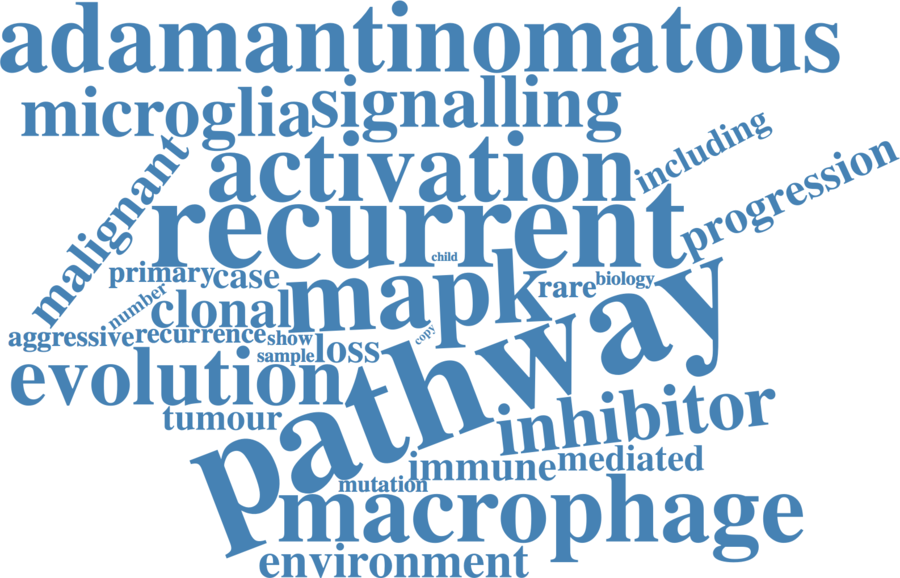 adamantinomatous
microglia
signalling
activation
including
malignant
recurrent
progression
primary
case
child
mapk
rare
biology
number
clonal
pathway
aggressive
recurrence
show
copy
sample
loss
evolution
tumour
inhibitor
immune
mediated
mutation
macrophage
environment